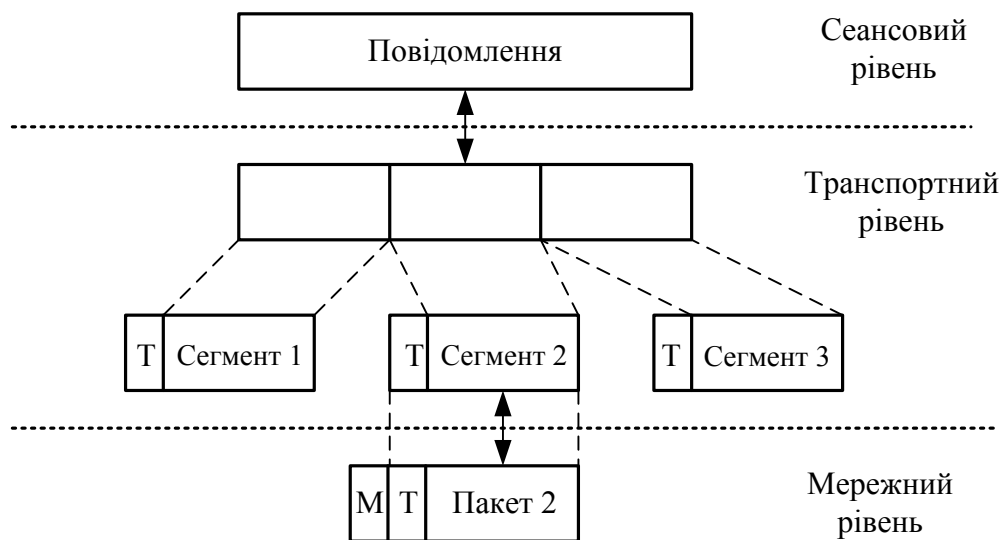 Повідомлення
Сеансовий
рівень
Транспортний
рівень
Т Сегмент 1
Т Сегмент 2
Т Сегмент 3
М Т Пакет 2
Мережний
рівень